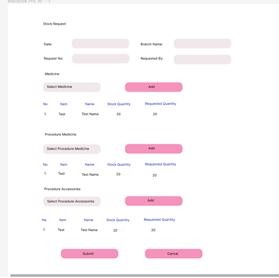 Stock Request
Date: Branch Name:
Request No: Requested By:
Medicine
Select Medicine Add
No Item Name Stock Quantity Requested Quantity
1 Test Test Name 20 20
Procedure Medicine
Select Procedure Medicine Add
No Item Name Stock Quantity Requested Quantity
1 Test Test Name 20 20
Procedure Accessories
Select Procedure Accessories Add
No Item Name Stock Quantity Requested Quantity
1 Test Test Name 20 20
Submit Cancel